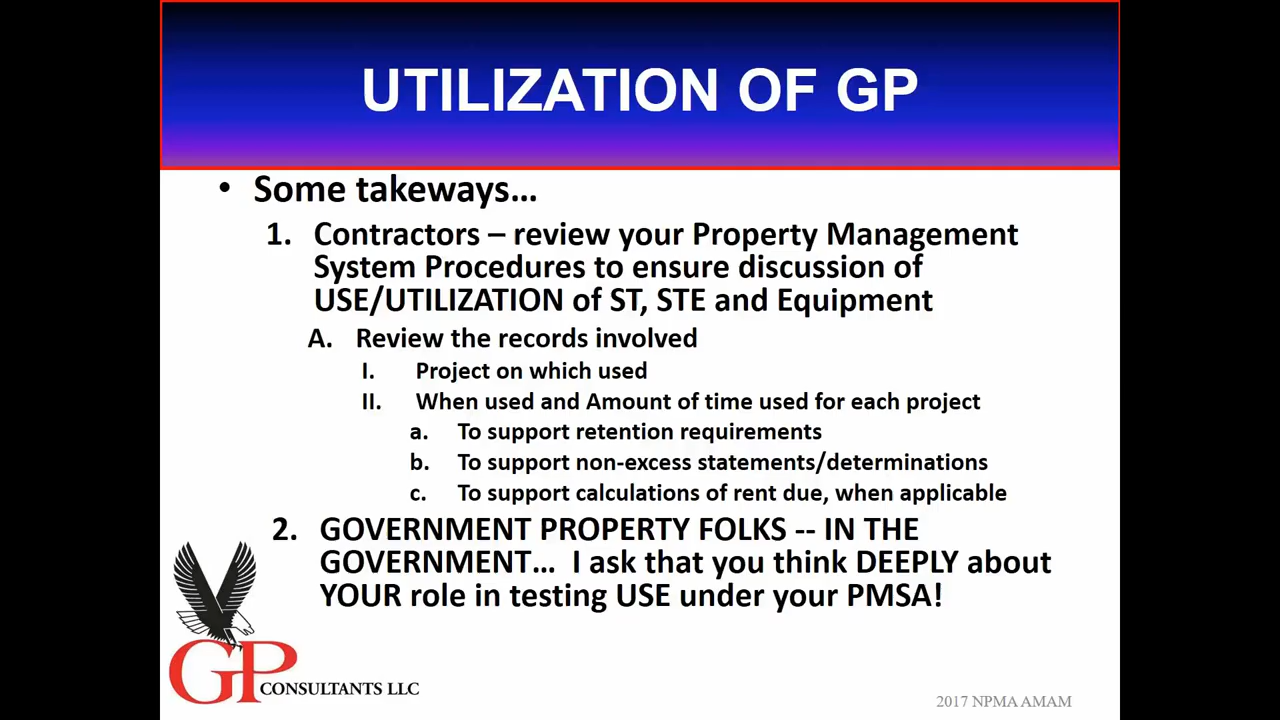 UTILIZATION OF GP
• Some takeways...
1. Contractors – review your Property Management
System Procedures to ensure discussion of
USE/UTILIZATION of ST, STE and Equipment
A. Review the records involved
I. Project on which used
II. When used and Amount of time used for each project
a. To support retention requirements
b. To support non-excess statements/determinations
c. To support calculations of rent due, when applicable
2. GOVERNMENT PROPERTY FOLKS -- IN THE
GOVERNMENT... I ask that you think DEEPLY about
YOUR role in testing USE under your PMSA!
GP CONSULTANTS LLC
2017 NPMA AMAM